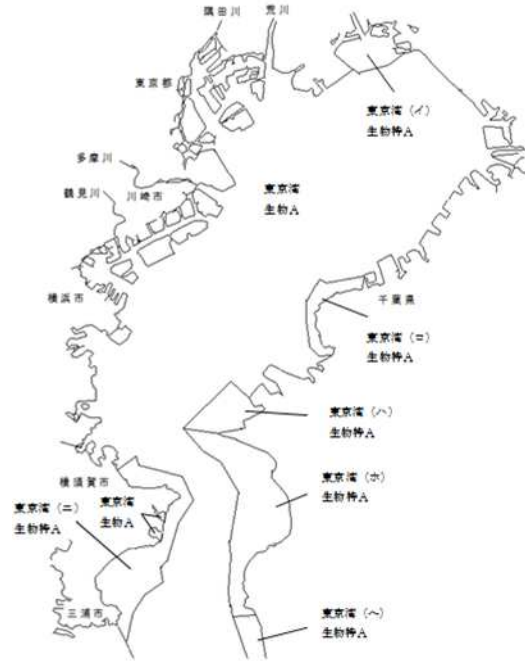 隅田川
荒川
東京都
東京湾（イ）
生物特A
多摩川
川崎市
鶴見川
東京湾
生物A
横浜市
千葉県
東京湾（ロ）
生物特A
東京湾（ハ）
生物特A
横須賀市
東京湾（ニ）
生物特A
東京湾
生物A
東京湾（ホ）
生物特A
三浦市
東京湾（ヘ）
生物特A